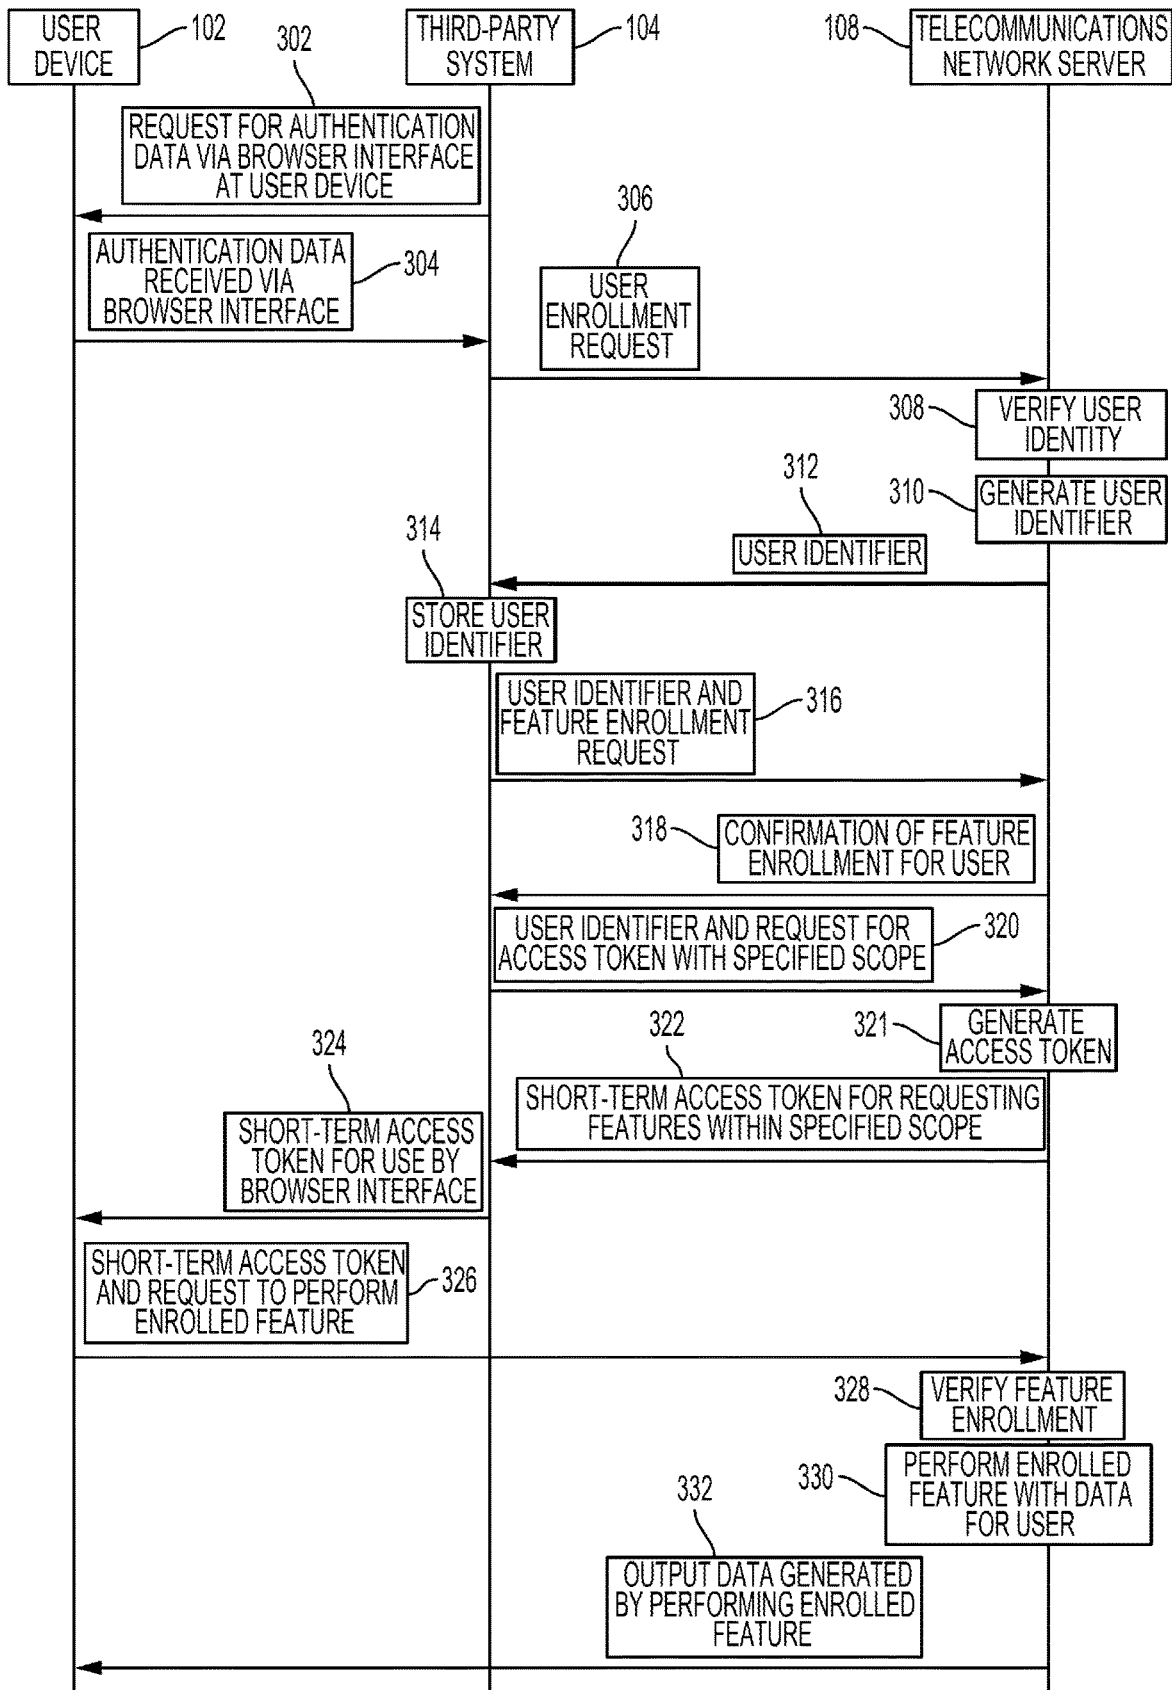 USER
DEVICE
102
THIRD-PARTY
SYSTEM
104
108
TELECOMMUNICATIONS
NETWORK SERVER
302
REQUEST FOR AUTHENTICATION
DATA VIA BROWSER INTERFACE
AT USER DEVICE
AUTHENTICATION DATA
RECEIVED VIA
BROWSER INTERFACE
304
306
USER
ENROLLMENT
REQUEST
308
VERIFY USER
IDENTITY
310
GENERATE USER
IDENTIFIER
312
USER IDENTIFIER
314
STORE USER
IDENTIFIER
USER IDENTIFIER AND
FEATURE ENROLLMENT
REQUEST
316
318
CONFIRMATION OF FEATURE
ENROLLMENT FOR USER
USER IDENTIFIER AND REQUEST FOR
ACCESS TOKEN WITH SPECIFIED SCOPE
320
321
GENERATE
ACCESS TOKEN
322
SHORT-TERM ACCESS TOKEN FOR REQUESTING
FEATURES WITHIN SPECIFIED SCOPE
324
SHORT-TERM ACCESS
TOKEN FOR USE BY
BROWSER INTERFACE
SHORT-TERM ACCESS TOKEN
AND REQUEST TO PERFORM
ENROLLED FEATURE
326
328
VERIFY FEATURE
ENROLLMENT
330
PERFORM ENROLLED
FEATURE WITH DATA
FOR USER
332
OUTPUT DATA GENERATED
BY PERFORMING ENROLLED
FEATURE